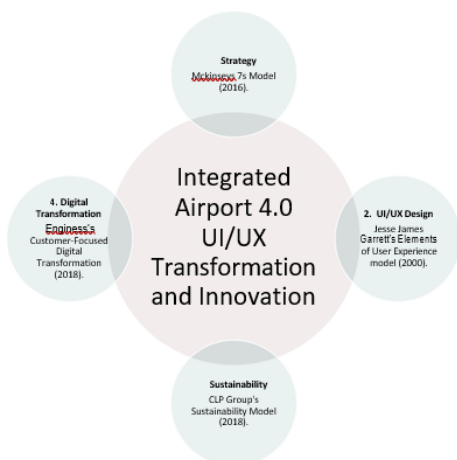 Strategy
Mckinseys 7s Model
(2016).
Integrated
Airport 4.0
UI/UX
Transformation
and Innovation
2. UI/UX Design
Jesse James
Garrett's Elements
of User Experience
model (2000).
Sustainability
CLP Group's
Sustainability Model
(2018).
4. Digital
Transformation
Enginess's
Customer-Focused
Digital
Transformation
(2018).